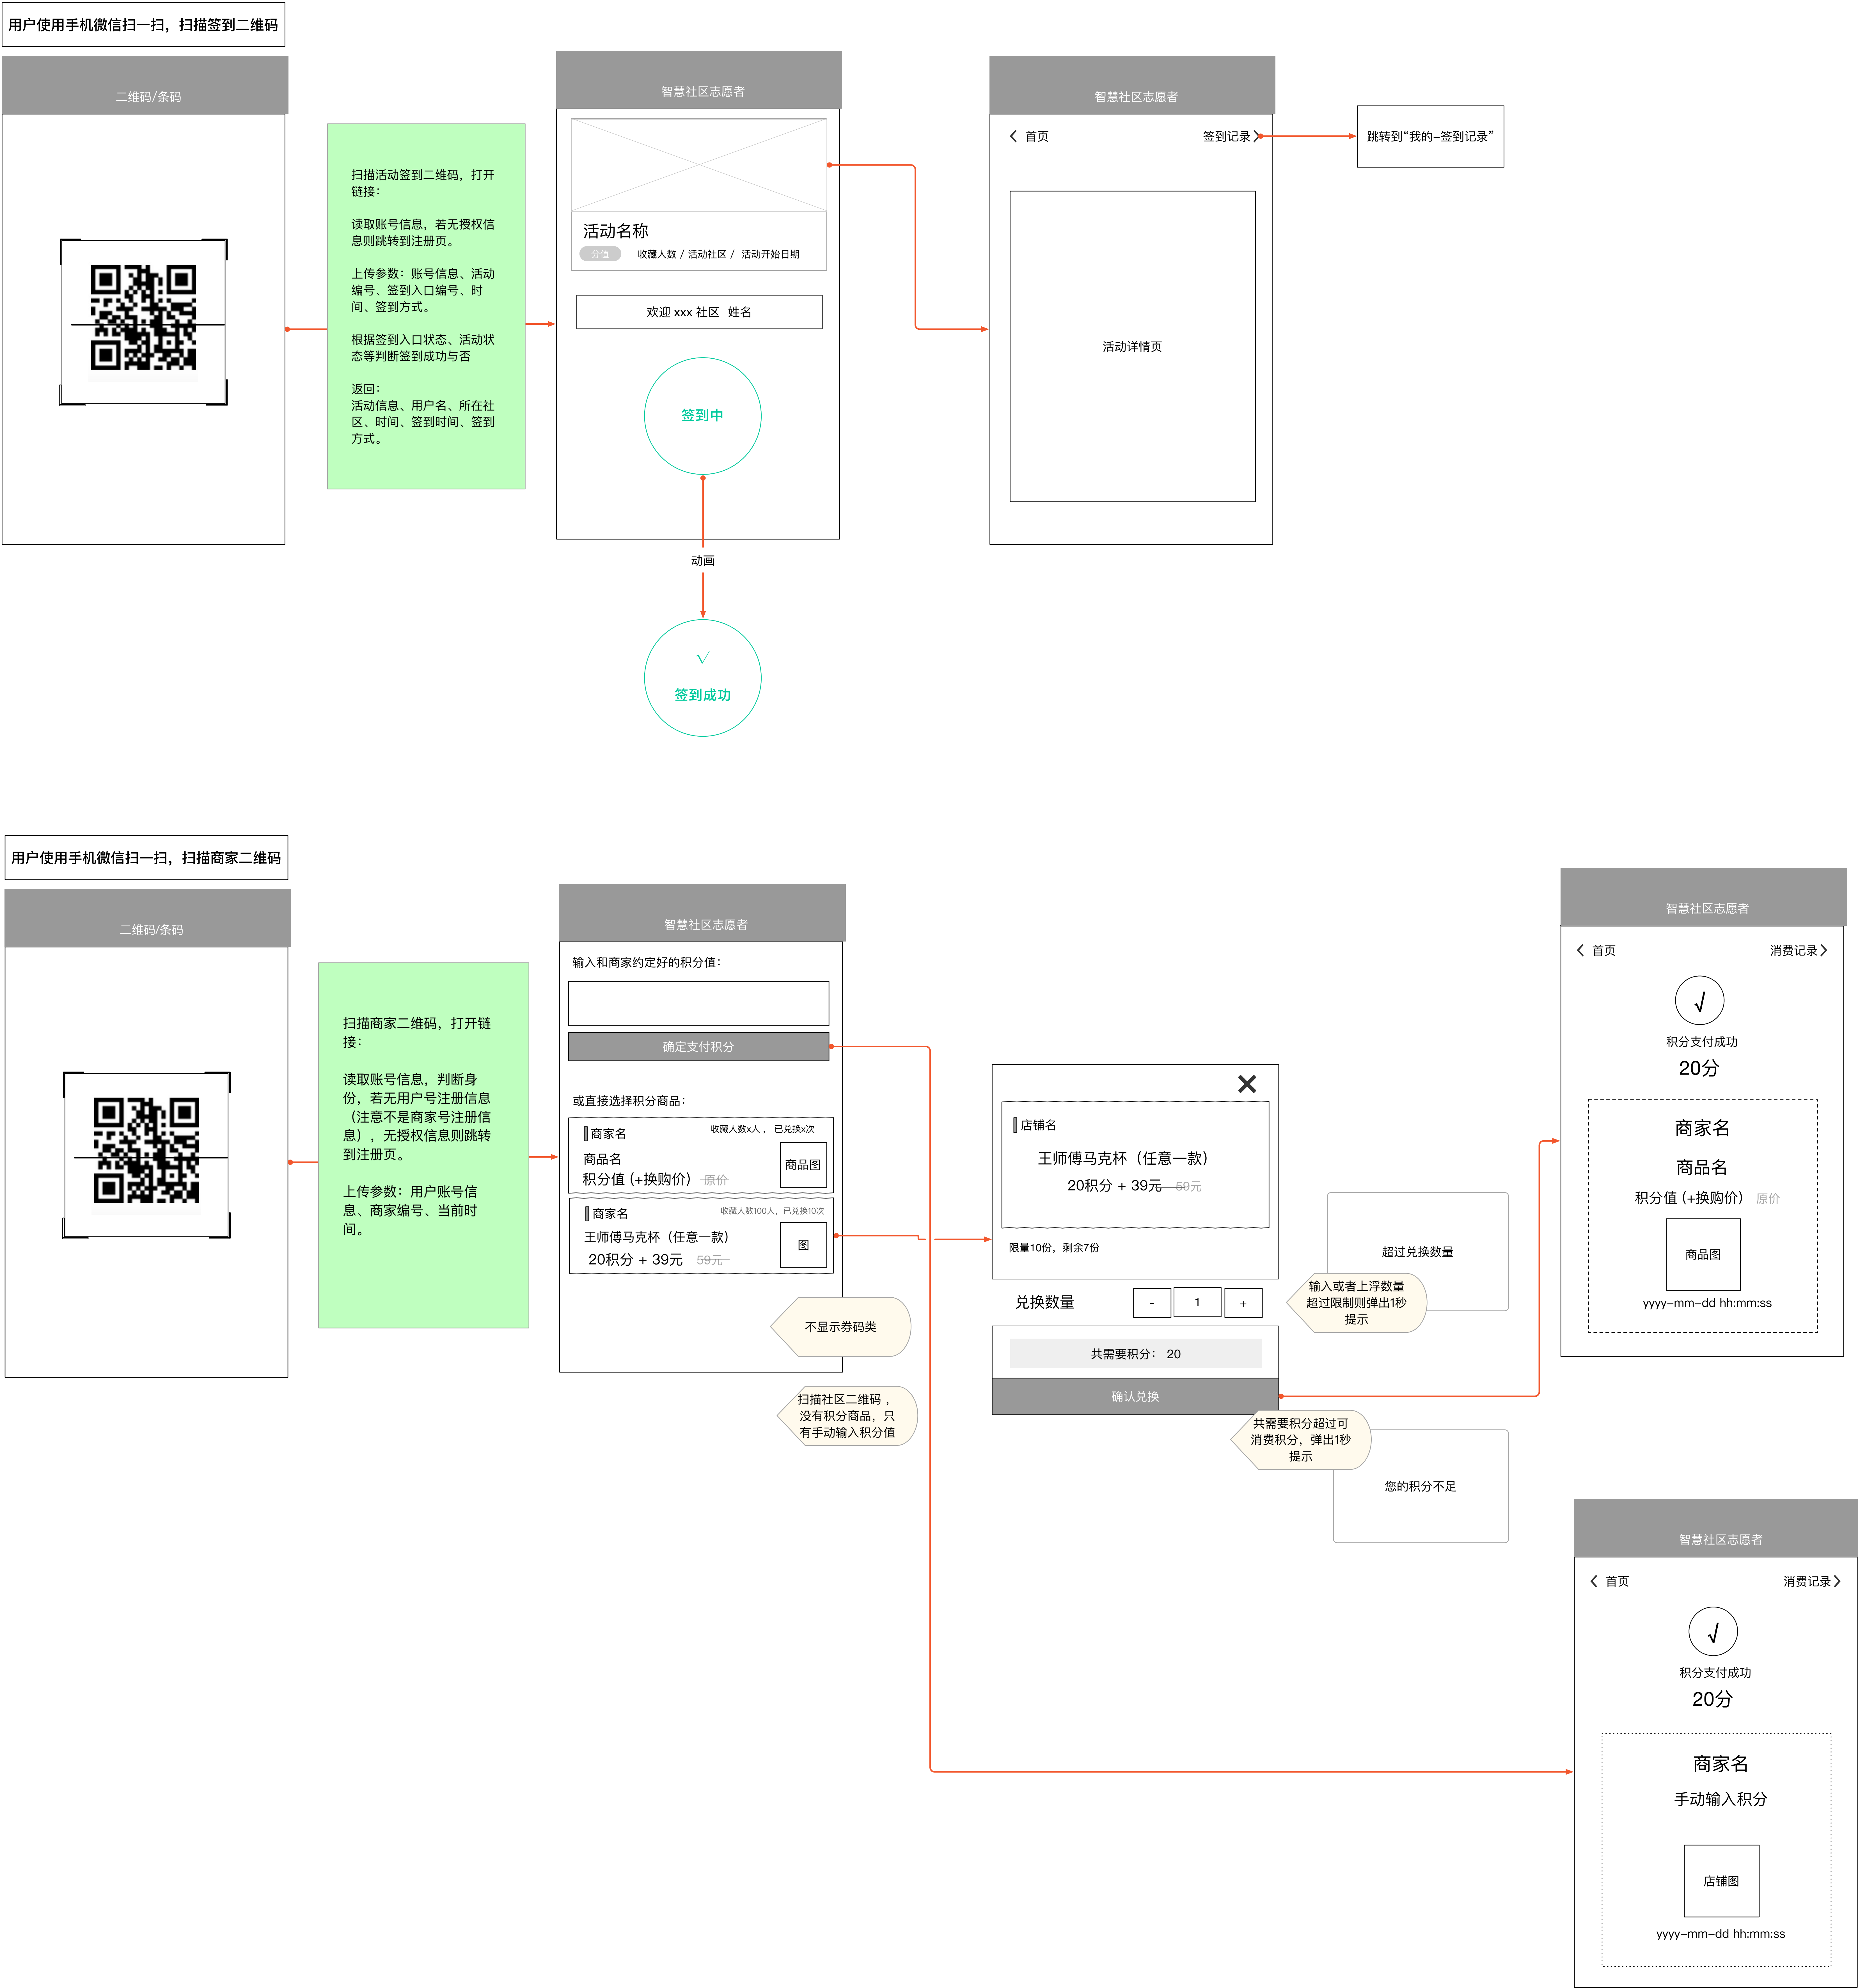 用户使用手机微信扫一扫，扫描签到二维码
二维码/条码
扫描活动签到二维码，打开
链接：
读取账号信息，若无授权信
息则跳转到注册页。
上传参数：账号信息、活动
编号、签到入口编号、时
间、签到方式。
根据签到入口状态、活动状
态等判断签到成功与否
返回：
活动信息、用户名、所在社
区、时间、签到时间、签到
方式。
智慧社区志愿者
活动名称
分值
收藏人数 / 活动社区 / 活动开始日期
欢迎 xxx 社区 姓名
签到中
动画
√
签到成功
智慧社区志愿者
首页
签到记录
活动详情页
跳转到“我的-签到记录”
用户使用手机微信扫一扫，扫描商家二维码
二维码/条码
扫描商家二维码，打开链
接：
读取账号信息，判断身
份，若无用户号注册信息
（注意不是商家号注册信
息），无授权信息则跳转
到注册页。
上传参数：用户账号信
息、商家编号、当前时
间。
智慧社区志愿者
输入和商家约定好的积分值：
确定支付积分
或直接选择积分商品：
商家名
收藏人数x人 ， 已兑换x次
商品名
积分值 (+换购价) 原价
商品图
商家名
收藏人数100人，已兑换10次
王师傅马克杯（任意一款）
20积分 + 39元 59元
图
不显示券码类
扫描社区二维码 ，
没有积分商品，只
有手动输入积分值
店铺名
王师傅马克杯（任意一款）
20积分 + 39元 59元
限量10份，剩余7份
兑换数量
-
1
+
共需要积分： 20
确认兑换
超过兑换数量
输入或者上浮数量
超过限制则弹出1秒
提示
共需要积分超过可
消费积分，弹出1秒
提示
您的积分不足
智慧社区志愿者
首页
消费记录
√
积分支付成功
20分
商家名
商品名
积分值 (+换购价) 原价
商品图
yyyy-mm-dd hh:mm:ss
智慧社区志愿者
首页
消费记录
√
积分支付成功
20分
商家名
手动输入积分
店铺图
yyyy-mm-dd hh:mm:ss